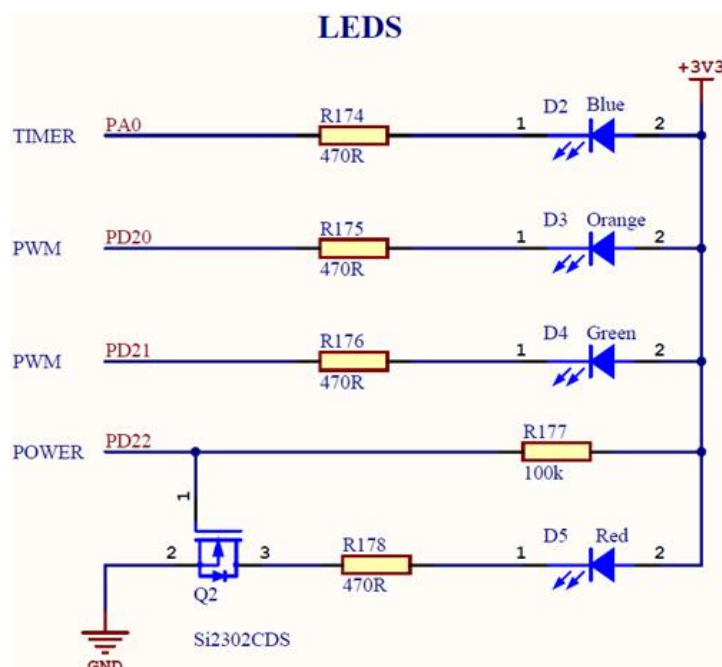 LEDS
+3V3
TIMER PA0 R174 470R 1 D2 Blue 2
PWM PD20 R175 470R 1 D3 Orange 2
PWM PD21 R176 470R 1 D4 Green 2
POWER PD22 R177 100k
1
2 Q2 3 R178 470R 1 D5 Red 2
Si2302CDS
GND